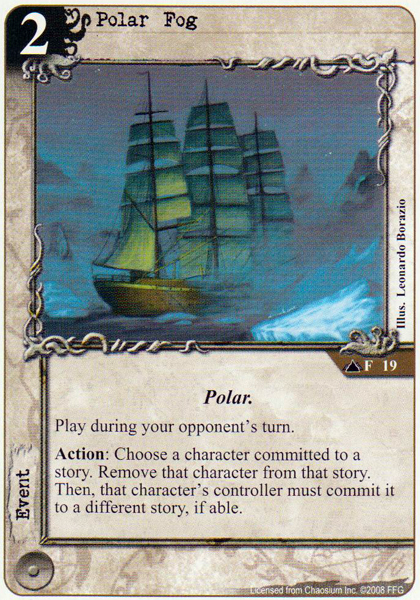 2
Polar Fog
Illus. Leonardo Borazio
F 19
Polar.
Play during your opponent's turn.
Action: Choose a character committed to a
story. Remove that character from that story.
Then, that character's controller must commit it
to a different story, if able.
Event
Licensed from Chaosium Inc. ©2008 FFG